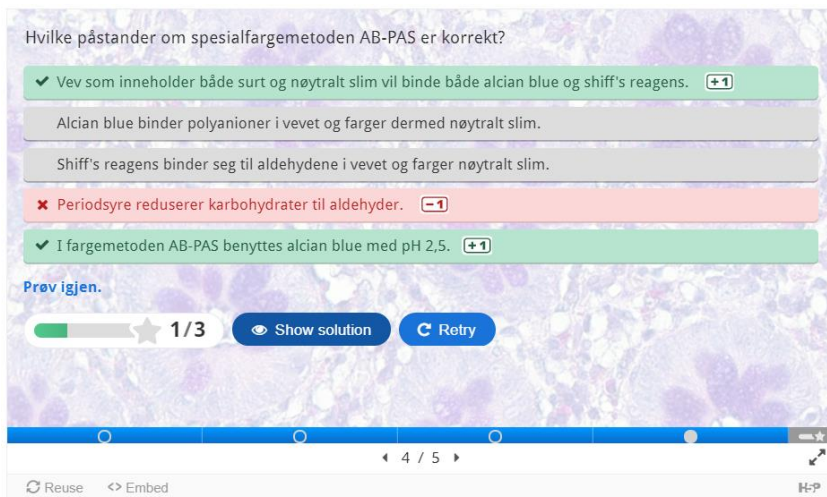 Hvilke påstander om spesialfargemetoden AB-PAS er korrekt?
Vev som inneholder både surt og nøytralt slim vil binde både alcian blue og shiff's reagens. +1
Alcian blue binder polyanioner i vevet og farger dermed nøytralt slim.
Shiff's reagens binder seg til aldehydene i vevet og farger nøytralt slim.
Periodsyre reduserer karbohydrater til aldehyder. -1
I fargemetoden AB-PAS benyttes alcian blue med pH 2,5. +1
Prøv igjen.
1/3 Show solution Retry
4 / 5
Reuse <> Embed H-P